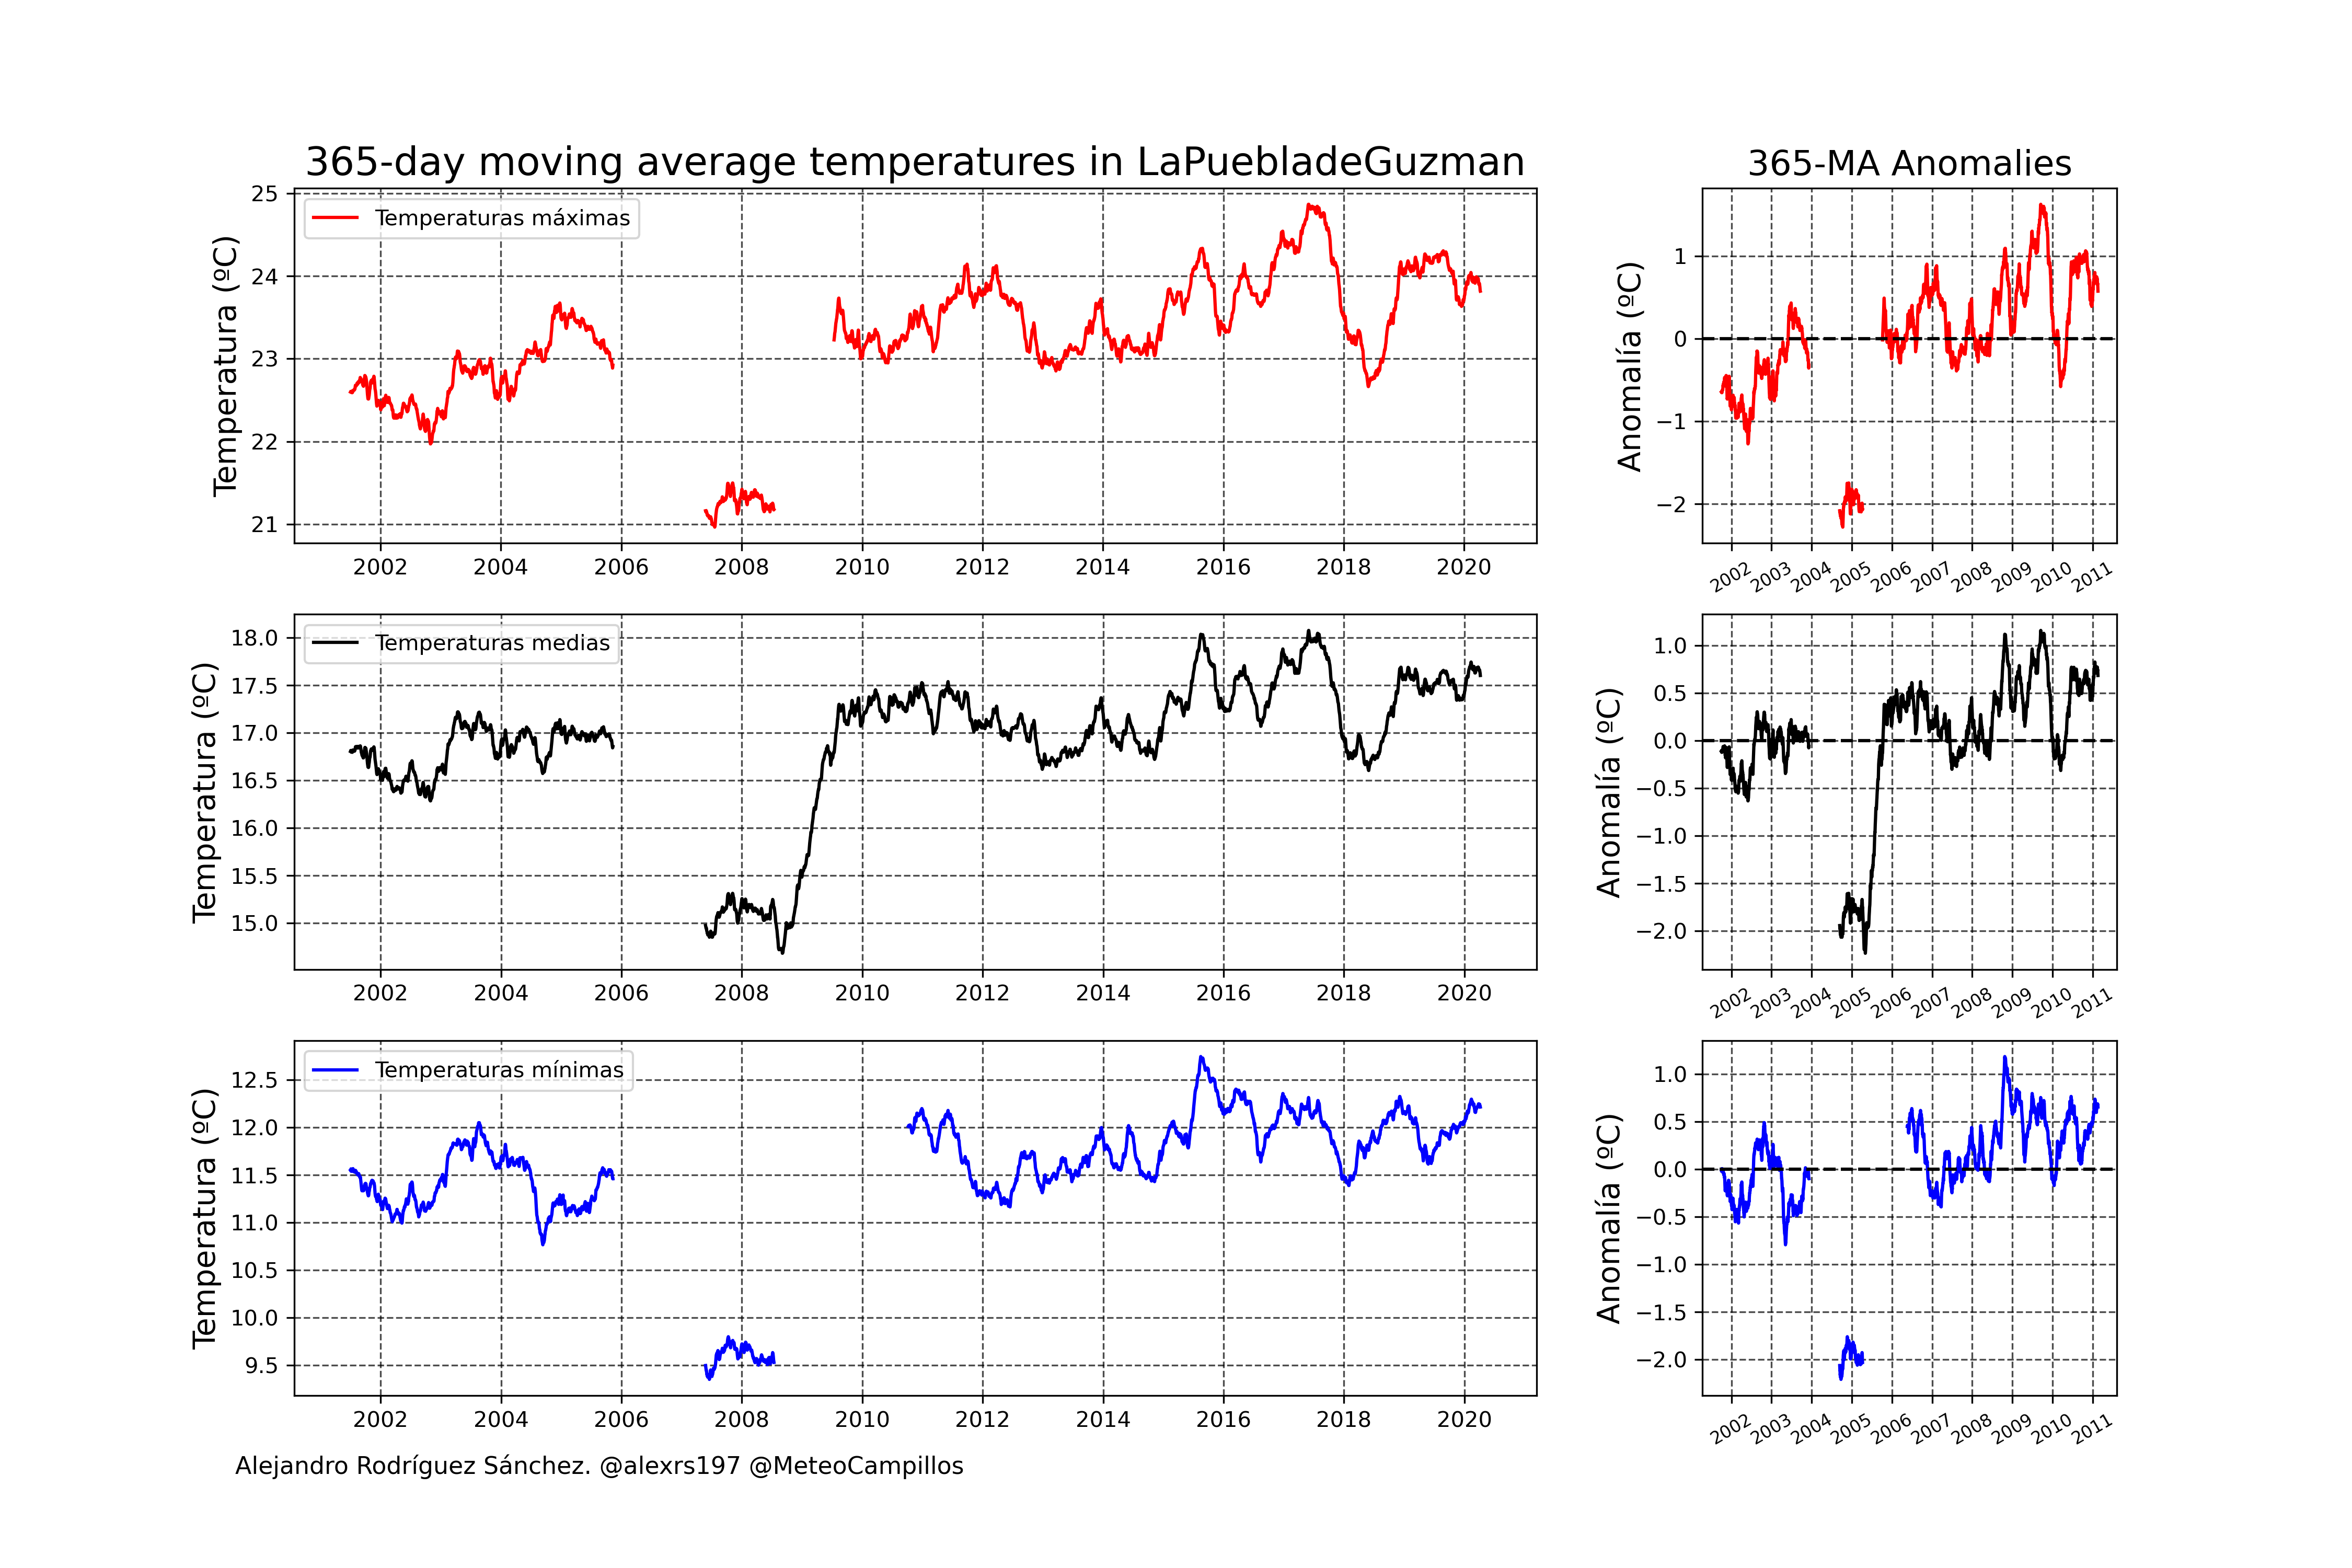 365-day moving average temperatures in LaPuebladeGuzman
365-MA Anomalies
Temperatura (ºC)
25
24
23
22
21
Temperaturas máximas
2002 2004 2006 2008 2010 2012 2014 2016 2018 2020
Anomalía (ºC)
1
0
−1
−2
2002 2003 2004 2005 2006 2007 2008 2009 2010 2011
Temperatura (ºC)
18.0
17.5
17.0
16.5
16.0
15.5
15.0
Temperaturas medias
2002 2004 2006 2008 2010 2012 2014 2016 2018 2020
Anomalía (ºC)
1.0
0.5
0.0
−0.5
−1.0
−1.5
−2.0
2002 2003 2004 2005 2006 2007 2008 2009 2010 2011
Temperatura (ºC)
12.5
12.0
11.5
11.0
10.5
10.0
9.5
Temperaturas mínimas
2002 2004 2006 2008 2010 2012 2014 2016 2018 2020
Anomalía (ºC)
1.0
0.5
0.0
−0.5
−1.0
−1.5
−2.0
2002 2003 2004 2005 2006 2007 2008 2009 2010 2011
Alejandro Rodríguez Sánchez. @alexrs197 @MeteoCampillos